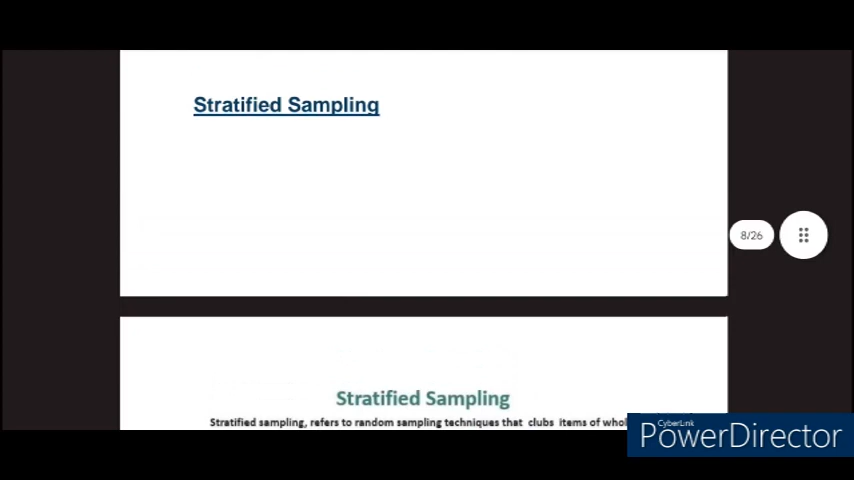 Stratified Sampling
8/26
Stratified Sampling
Stratified sampling, refers to random sampling techniques that clubs items of
CyberLink
PowerDirector